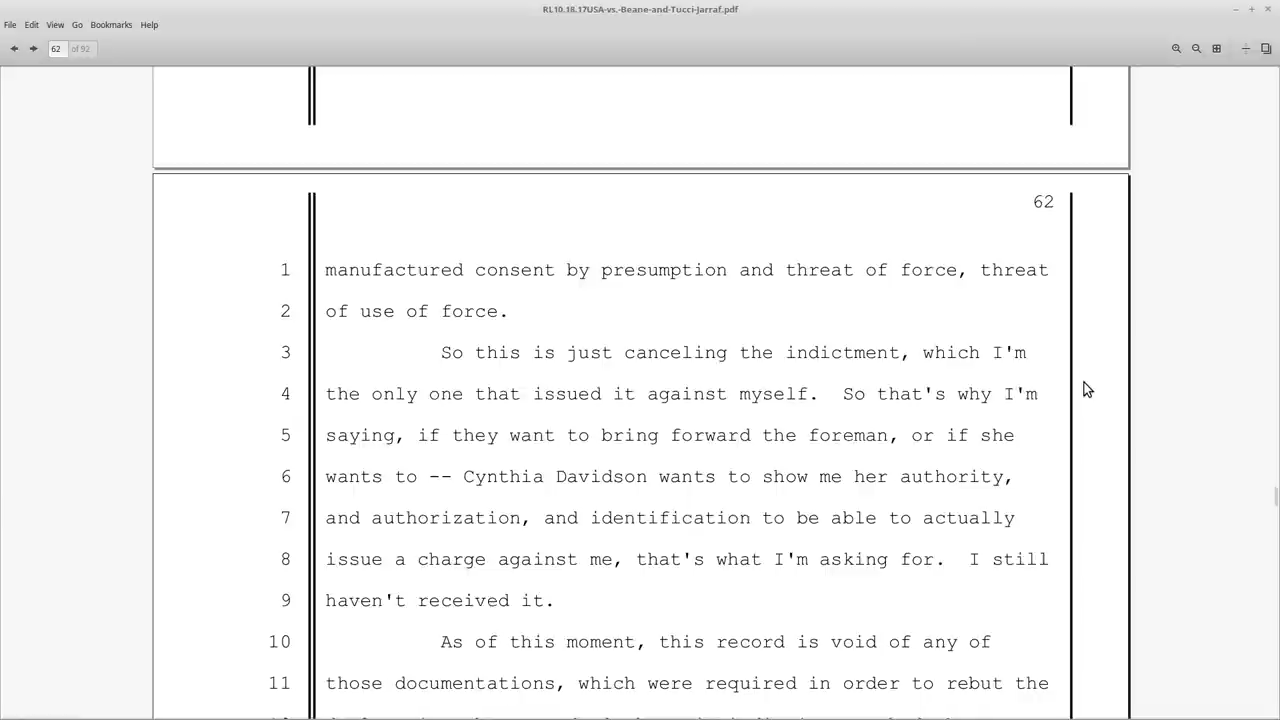 RL10.18.17USA-vs.-Beane-and-Tucci-Jarraf.pdf
File Edit View Go Bookmarks Help
62 of 92
62
1 manufactured consent by presumption and threat of force, threat
2 of use of force.
3 So this is just canceling the indictment, which I'm
4 the only one that issued it against myself. So that's why I'm
5 saying, if they want to bring forward the foreman, or if she
6 wants to -- Cynthia Davidson wants to show me her authority,
7 and authorization, and identification to be able to actually
8 issue a charge against me, that's what I'm asking for. I still
9 haven't received it.
10 As of this moment, this record is void of any of
11 those documentations, which were required in order to rebut the